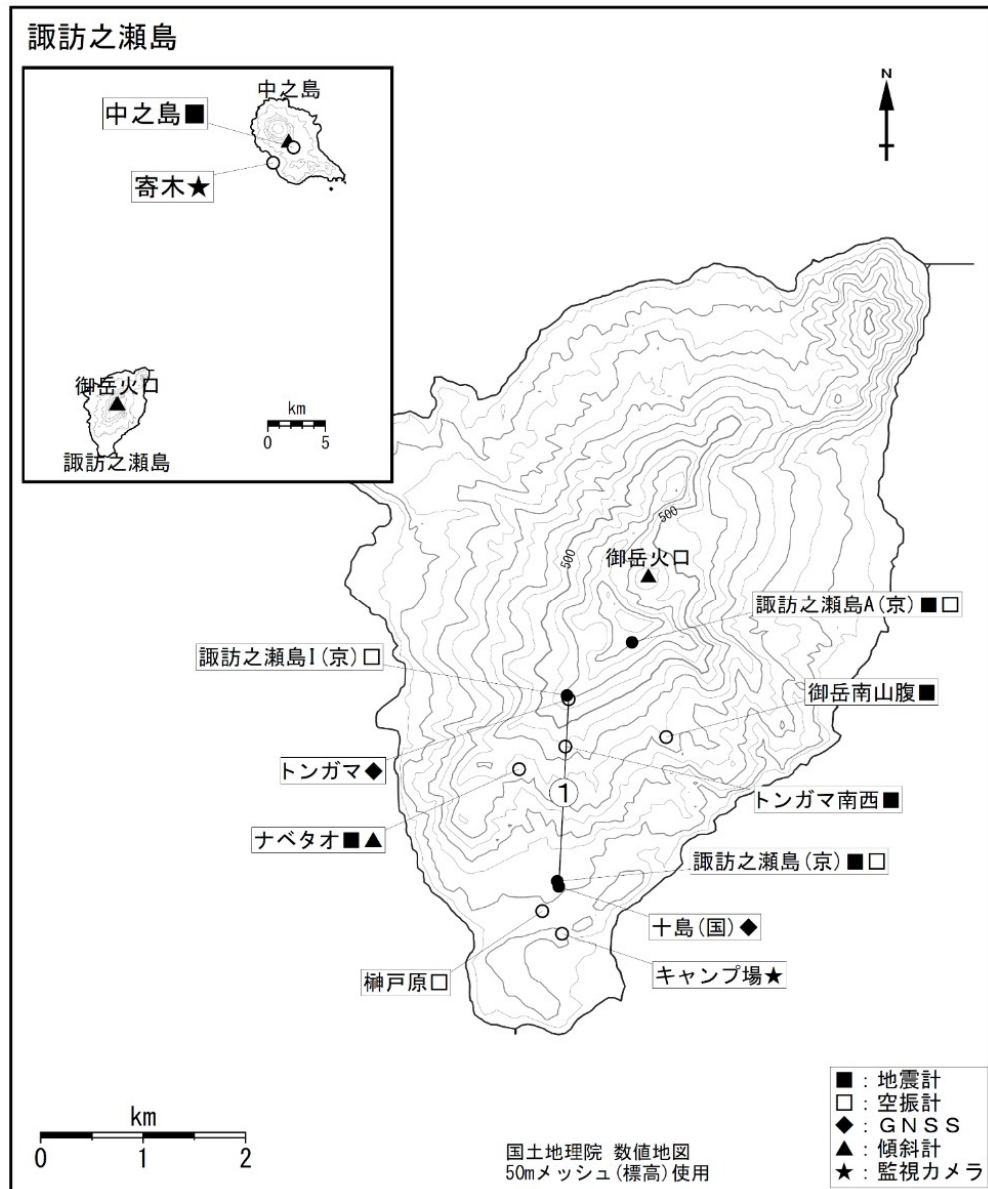 諏訪之瀬島
中之島
中之島■
寄木★
御岳火口
諏訪之瀬島
km
0 5
N
500
500
御岳火口
諏訪之瀬島A(京)■□
諏訪之瀬島I(京)□
御岳南山腹■
トンガマ◆
①
トンガマ南西■
ナベタオ■▲
諏訪之瀬島(京)■□
十島(国)◆
榊戸原□
キャンプ場★
km
0 1 2
国土地理院 数値地図
50mメッシュ(標高)使用
■：地震計
□：空振計
◆：GNSS
▲：傾斜計
★：監視カメラ